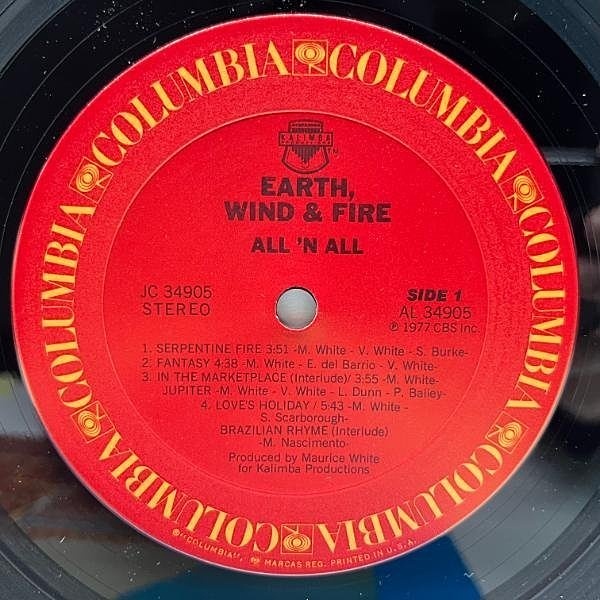 COLUMBIA COLUMBIA COLUMBIA COLUMBIA COLUMBIA COLUMBIA
KALIMBA
EARTH,
WIND & FIRE
ALL 'N ALL
JC 34905
STEREO
SIDE 1
AL 34905
℗ 1977 CBS Inc.
1. SERPENTINE FIRE 3:51 -M. White - V. White - S. Burke-
2. FANTASY 4:38 -M. White - E. del Barrio - V. White-
3. IN THE MARKETPLACE (Interlude)/ 3:55 -M. White-
JUPITER -M. White - V. White - L. Dunn - P. Bailey-
4. LOVE'S HOLIDAY / 5:43 -M. White -
S. Scarborough-
BRAZILIAN RHYME (Interlude)
-M. Nascimento-
Produced by Maurice White
for Kalimba Productions
®"COLUMBIA", MARCAS REG. PRINTED IN U.S.A.